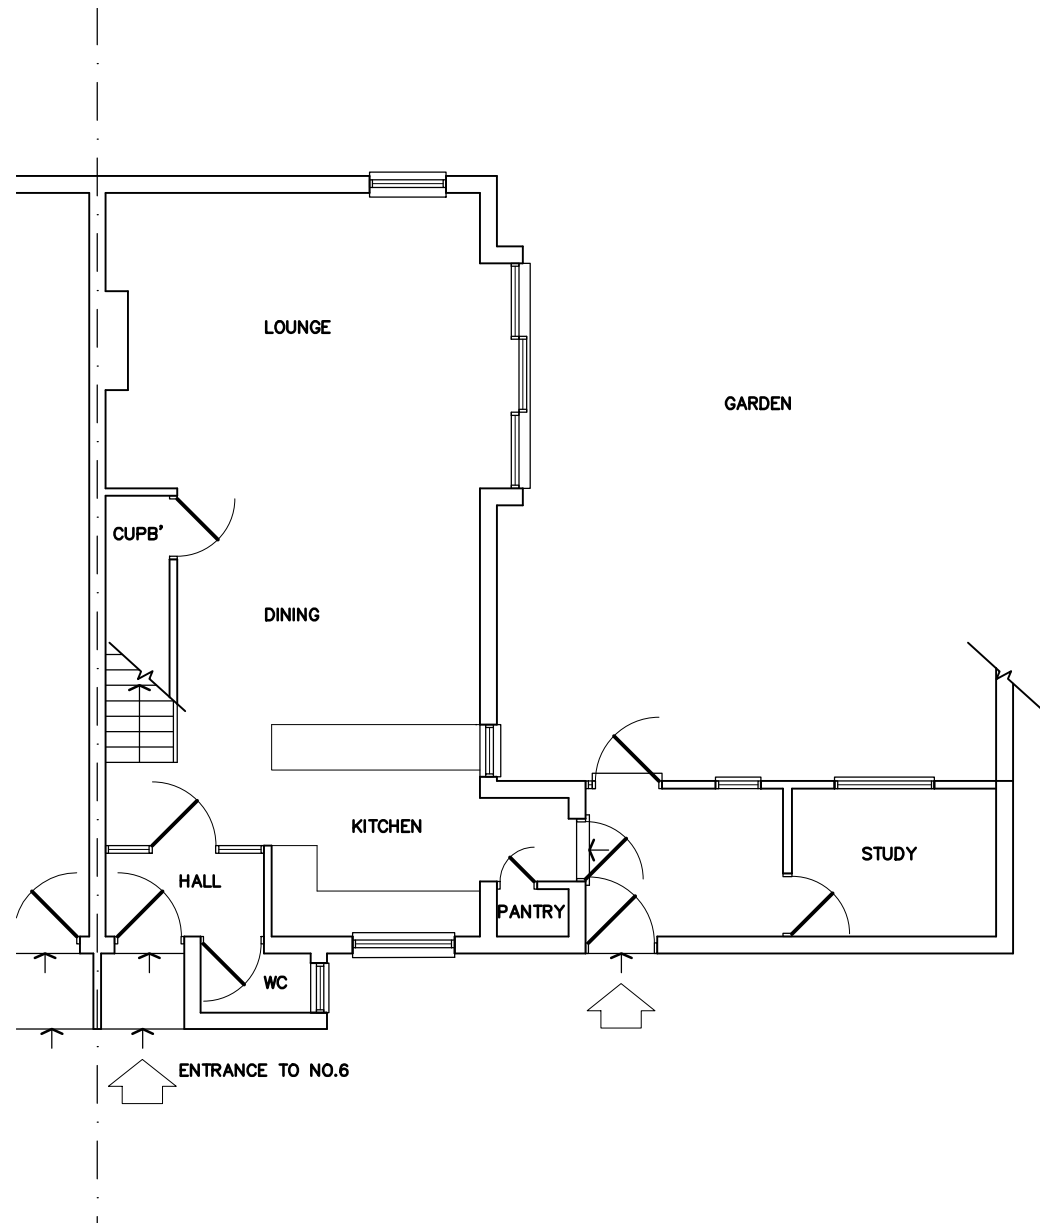 LOUNGE
GARDEN
CUPB'
DINING
KITCHEN
STUDY
HALL
PANTRY
WC
ENTRANCE TO NO.6